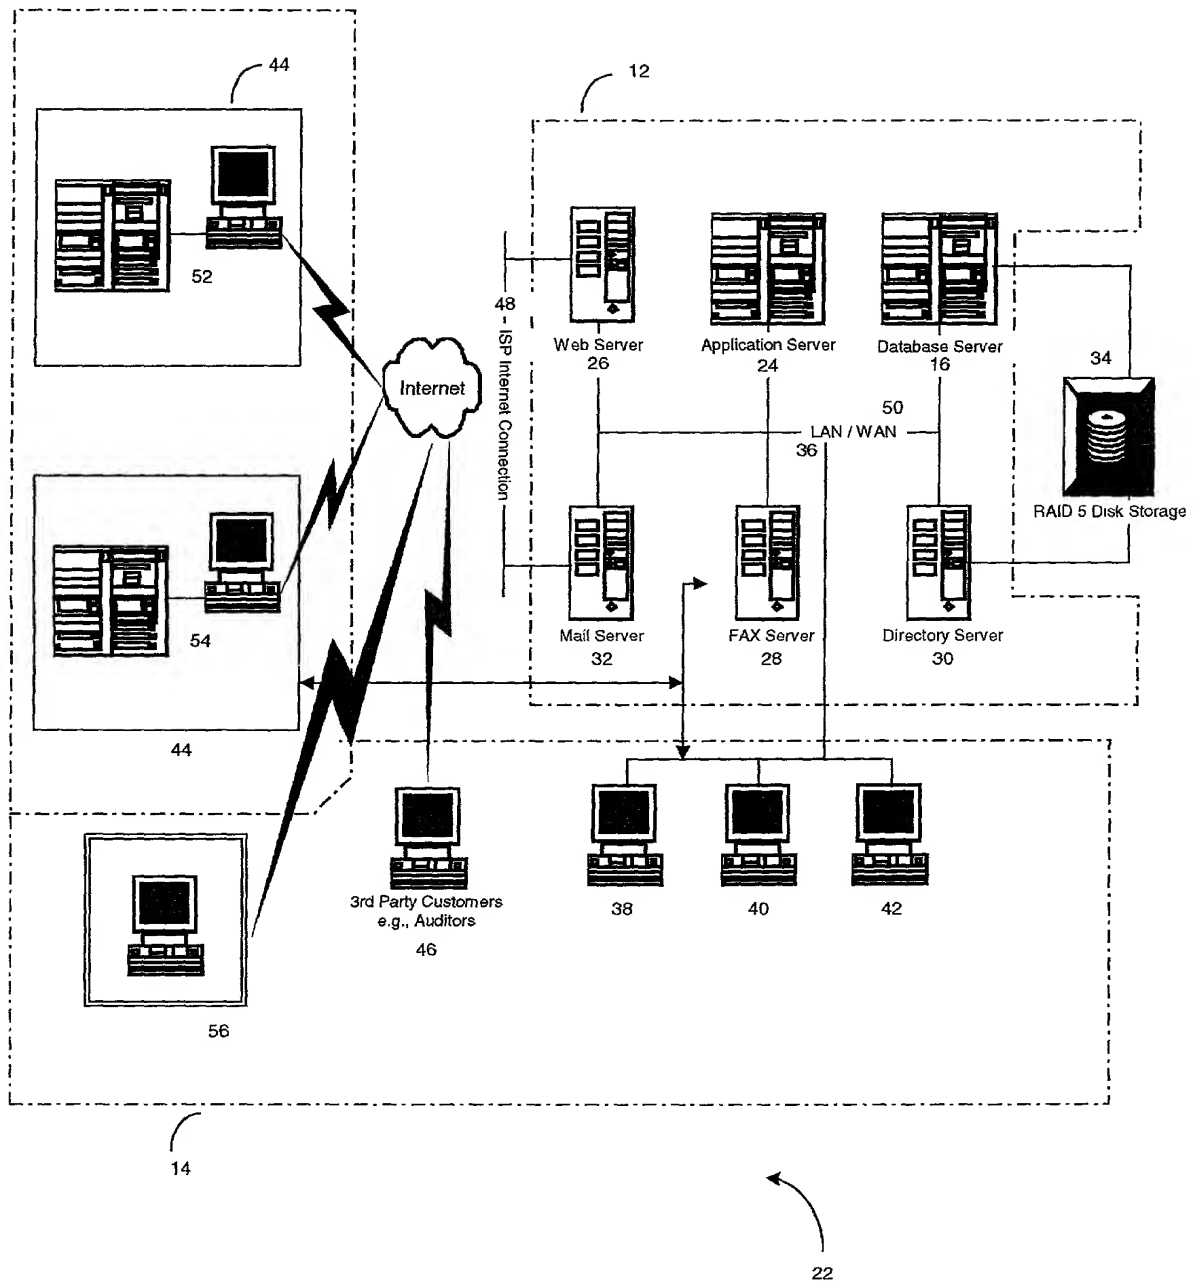 44
12
52
48 - ISP Internet Connection
Web Server
26
Application Server
24
Database Server
16
34
Internet
50
LAN / WAN
36
RAID 5 Disk Storage
54
Mail Server
32
FAX Server
28
Directory Server
30
44
3rd Party Customers
e.g., Auditors
46
38
40
42
56
14
22